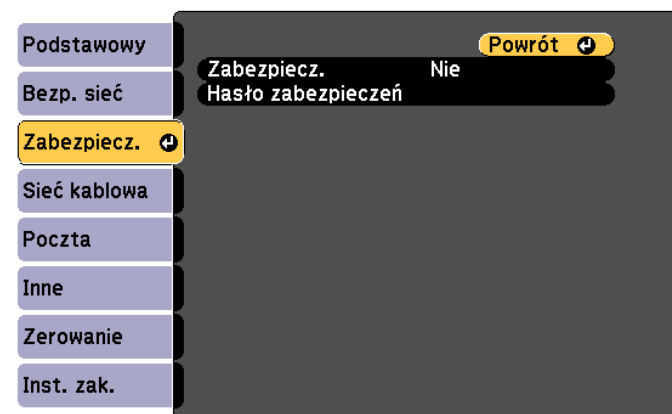 Podstawowy
Bezp. sieć
Zabezpiecz.
Sieć kablowa
Poczta
Inne
Zerowanie
Inst. zak.
Powrót
Zabezpiecz. Nie
Hasło zabezpieczeń